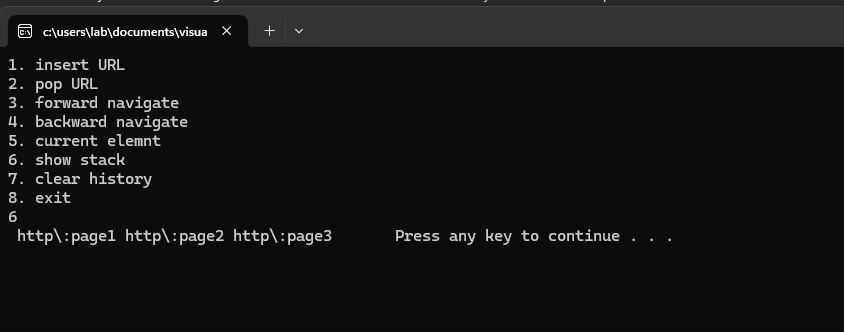 c:\users\lab\documents\visua
1. insert URL
2. pop URL
3. forward navigate
4. backward navigate
5. current elemnt
6. show stack
7. clear history
8. exit
6
http\:page1 http\:page2 http\:page3 Press any key to continue . . .